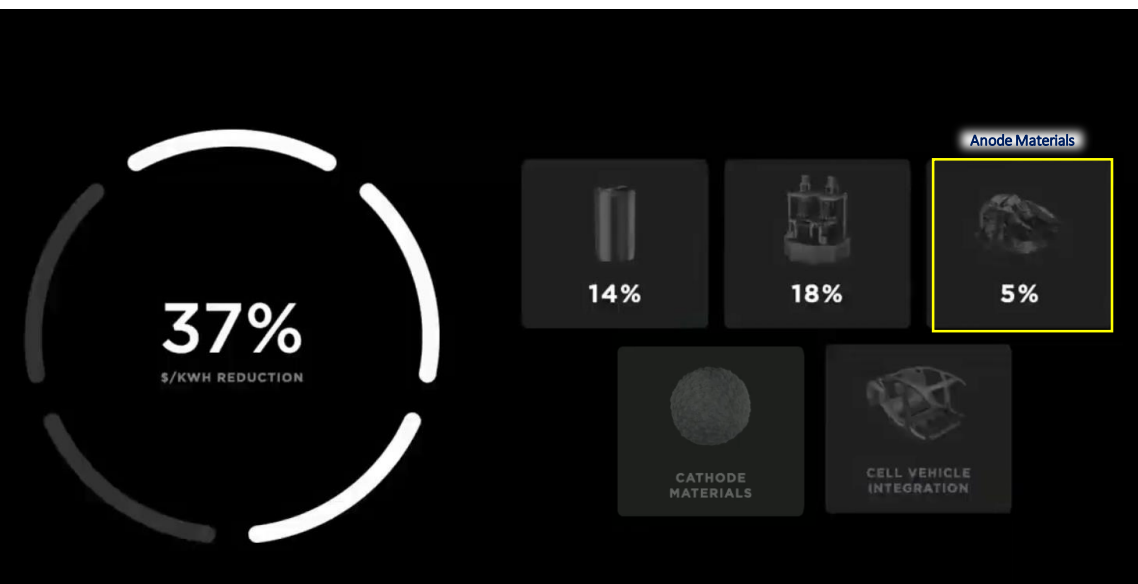 Anode Materials
37%
$/KWH REDUCTION
14%
18%
5%
CATHODE
MATERIALS
CELL VEHICLE
INTEGRATION